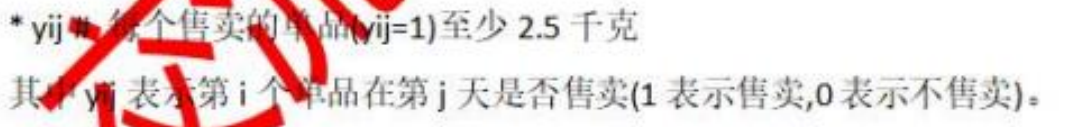 * yij # 每个售卖的单品(yij=1)至少 2.5 千克
其中 yij 表示第 i 个单品在第 j 天是否售卖(1 表示售卖,0 表示不售卖)。